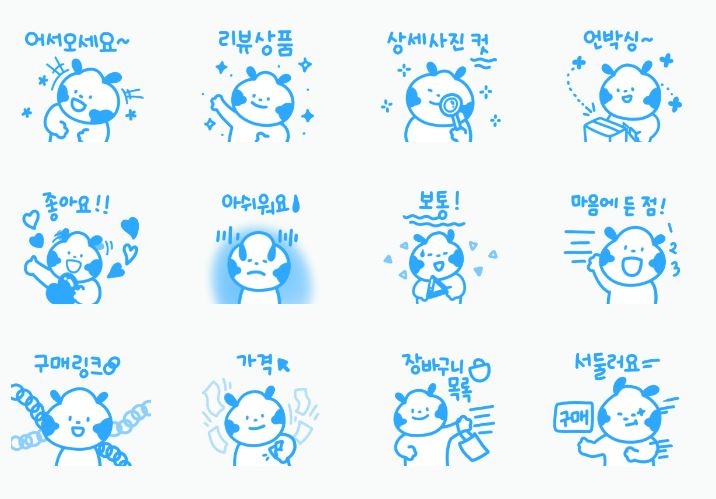 어서오세요~
리뷰상품
상세사진 컷
언박싱~
좋아요!!
아쉬워요
보통!
마음에 든 점!
1
2
3
구매링크
가격
장바구니
목록
서둘러요
구매